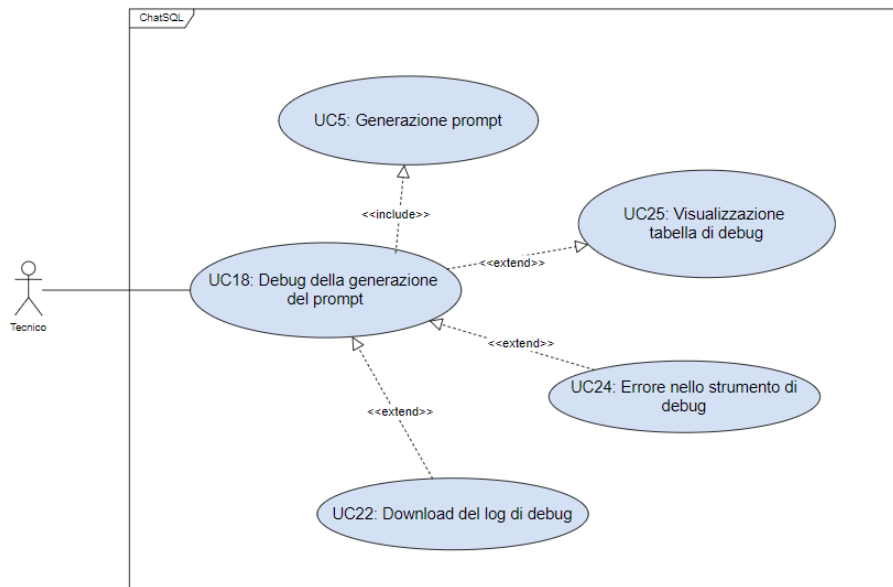 ChatSQL
UC5: Generazione prompt
<<include>>
UC25: Visualizzazione
tabella di debug
<<extend>>
UC18: Debug della generazione
del prompt
Tecnico
<<extend>>
UC24: Errore nello strumento di
debug
<<extend>>
UC22: Download del log di debug